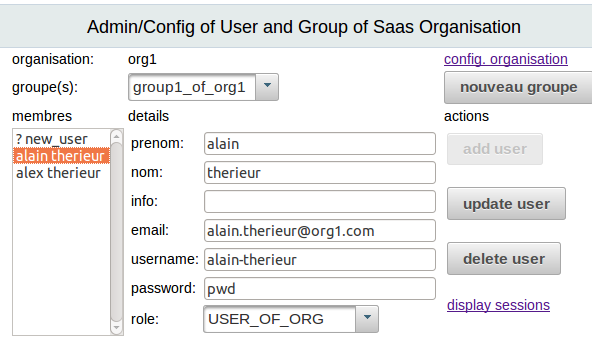 Admin/Config of User and Group of Saas Organisation
organisation: org1 config. organisation
groupe(s): group1_of_org1 nouveau groupe
membres details actions
? new_user
alain therieur
alex therieur
prenom: alain
nom: therieur
info:
email: alain.therieur@org1.com
username: alain-therieur
password: pwd
role: USER_OF_ORG
add user
update user
delete user
display sessions